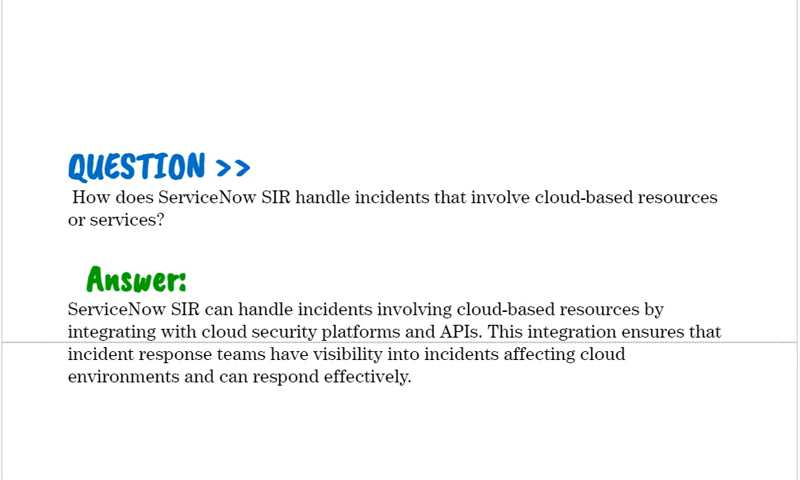 QUESTION >>
How does ServiceNow SIR handle incidents that involve cloud-based resources
or services?
Answer:
ServiceNow SIR can handle incidents involving cloud-based resources by
integrating with cloud security platforms and APIs. This integration ensures that
incident response teams have visibility into incidents affecting cloud
environments and can respond effectively.